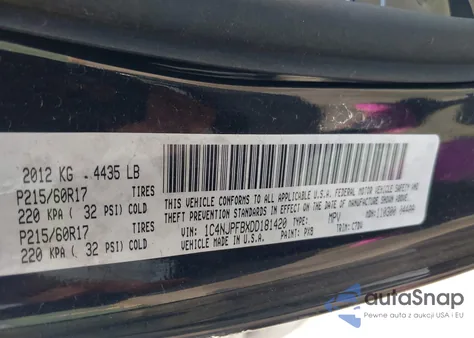 2012 KG . 4435 LB
P215/60R17 TIRES
220 KPA ( 32 PSI) COLD
P215/60R17 TIRES
220 KPA ( 32 PSI) COLD
THIS VEHICLE CONFORMS TO ALL APPLICABLE U.S. FEDERAL MOTOR VEHICLE SAFETY AND
THEFT PREVENTION STANDARDS IN EFFECT ON THE DATE OF MANUFACTURE SHOWN ABOVE.
VIN: 1C4NJPFBXDD181420 TYPE: MPV
VEHICLE MADE IN U.S.A. PAINT: PX8 TRIM: MDH:
autoSnap
Pewne auta z aukcji USA i EU